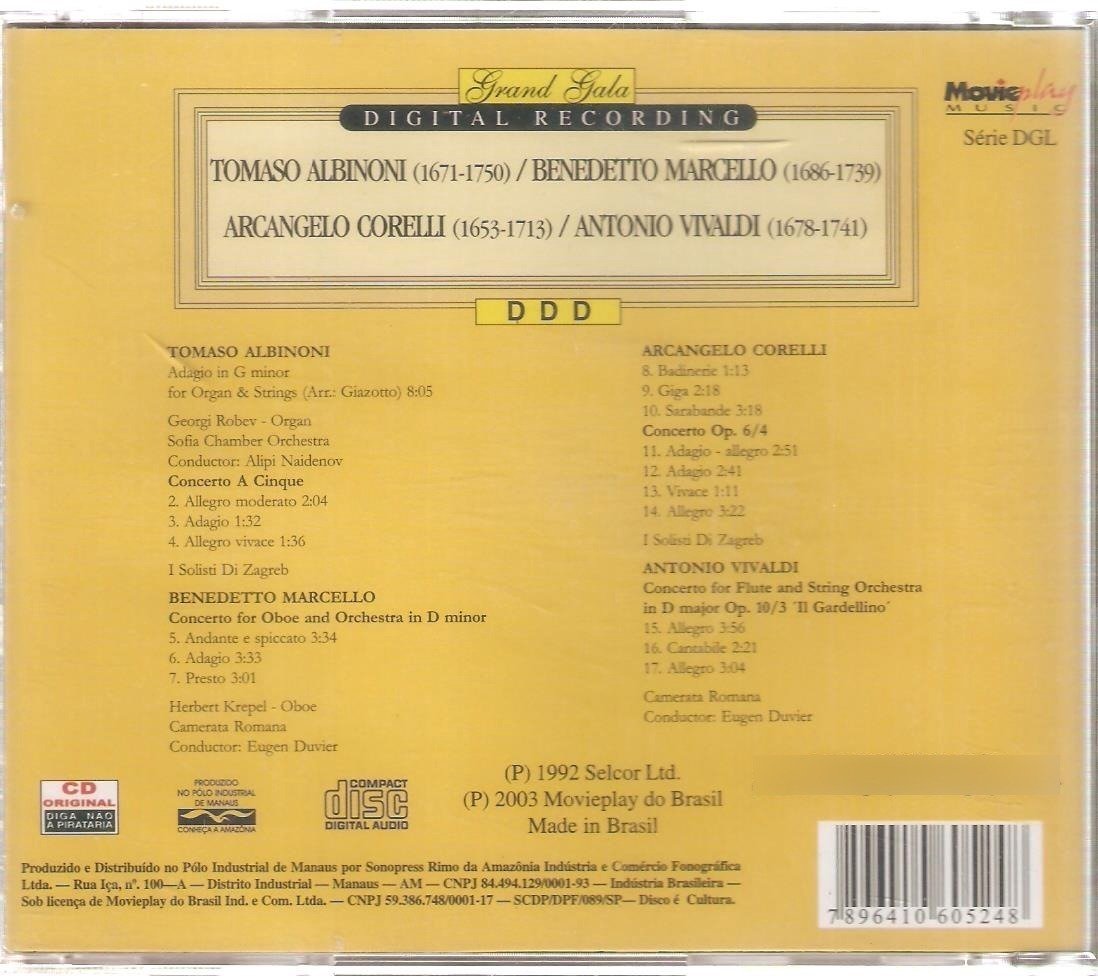 Grand Gala
DIGITAL RECORDING
Movieplay
MUSIC
Série DGL
TOMASO ALBINONI (1671-1750) / BENEDETTO MARCELLO (1686-1739)
ARCANGELO CORELLI (1653-1713) / ANTONIO VIVALDI (1678-1741)
DDD
TOMASO ALBINONI
Adagio in G minor
for Organ & Strings (Arr.: Giazotto) 8:05
Georgi Robev - Organ
Sofia Chamber Orchestra
Conductor: Alipi Naidenov
Concerto A Cinque
2. Allegro moderato 2:04
3. Adagio 1:32
4. Allegro vivace 1:36
I Solisti Di Zagreb
BENEDETTO MARCELLO
Concerto for Oboe and Orchestra in D minor
5. Andante e spiccato 3:34
6. Adagio 3:33
7. Presto 3:01
Herbert Krepel - Oboe
Camerata Romana
Conductor: Eugen Duvier
ARCANGELO CORELLI
8. Badinerie 1:13
9. Giga 2:18
10. Sarabande 3:18
Concerto Op. 6/4
11. Adagio - allegro 2:51
12. Adagio 2:41
13. Vivace 1:11
14. Allegro 3:22
I Solisti Di Zagreb
ANTONIO VIVALDI
Concerto for Flute and String Orchestra
in D major Op. 10/3 ´Il Gardellino´
15. Allegro 3:56
16. Cantabile 2:21
17. Allegro 3:04
Camerata Romana
Conductor: Eugen Duvier
CD
ORIGINAL
DIGA NÃO
A PIRATARIA
PRODUZIDO
NO PÓLO INDUSTRIAL
DE MANAUS
CONHEÇA A AMAZÔNIA
COMPACT
disc
DIGITAL AUDIO
(P) 1992 Selcor Ltd.
(P) 2003 Movieplay do Brasil
Made in Brasil
Produzido e Distribuído no Pólo Industrial de Manaus por Sonopress Rimo da Amazônia Indústria e Comércio Fonográfica
Ltda. — Rua Iça, nº. 100—A — Distrito Industrial — Manaus — AM — CNPJ 84.494.129/0001-93 — Indústria Brasileira —
Sob licença de Movieplay do Brasil Ind. e Com. Ltda. — CNPJ 59.386.748/0001-17 — SCDP/DPF/089/SP— Disco é Cultura.
7896410605248